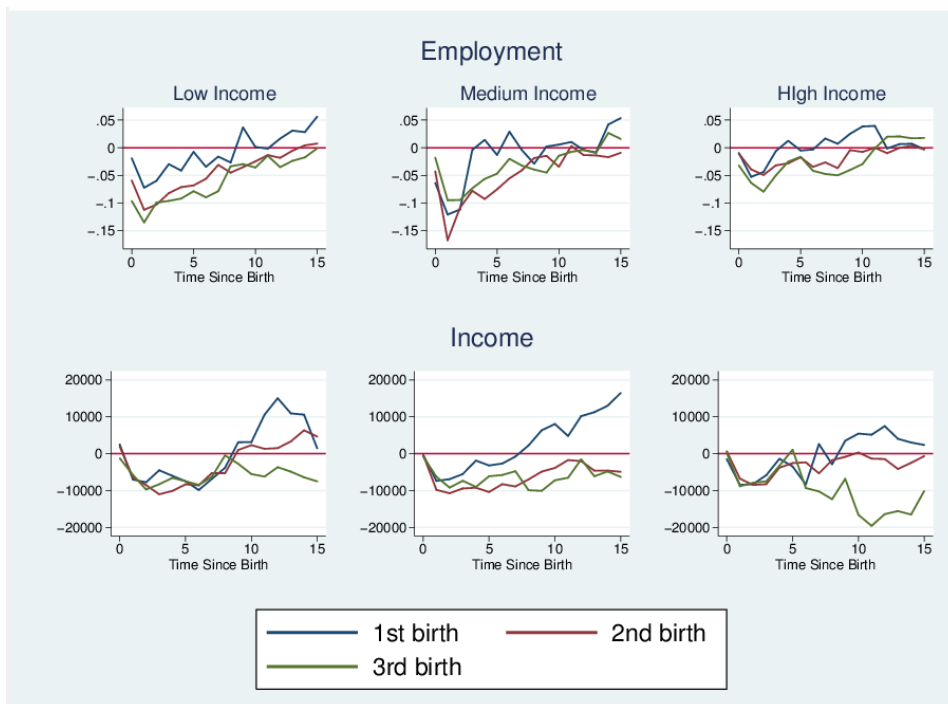 Employment
Low Income
Medium Income
HIgh Income
.05
0
-.05
-.1
-.15
0 5 10 15
Time Since Birth
.05
0
-.05
-.1
-.15
0 5 10 15
Time Since Birth
.05
0
-.05
-.1
-.15
0 5 10 15
Time Since Birth
Income
20000
10000
0
-10000
-20000
0 5 10 15
Time Since Birth
20000
10000
0
-10000
-20000
0 5 10 15
Time Since Birth
20000
10000
0
-10000
-20000
0 5 10 15
Time Since Birth
1st birth
2nd birth
3rd birth